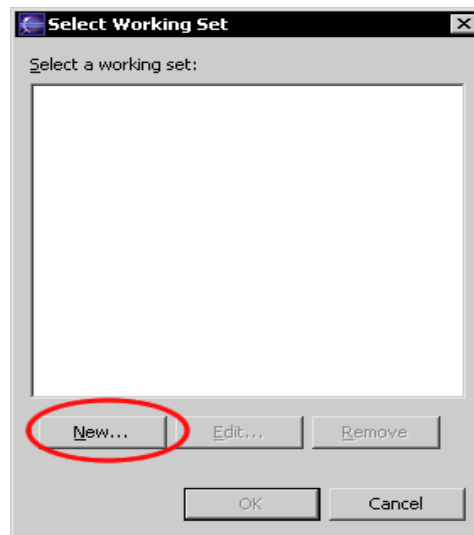 Select Working Set
Select a working set:
New... Edit... Remove
OK Cancel